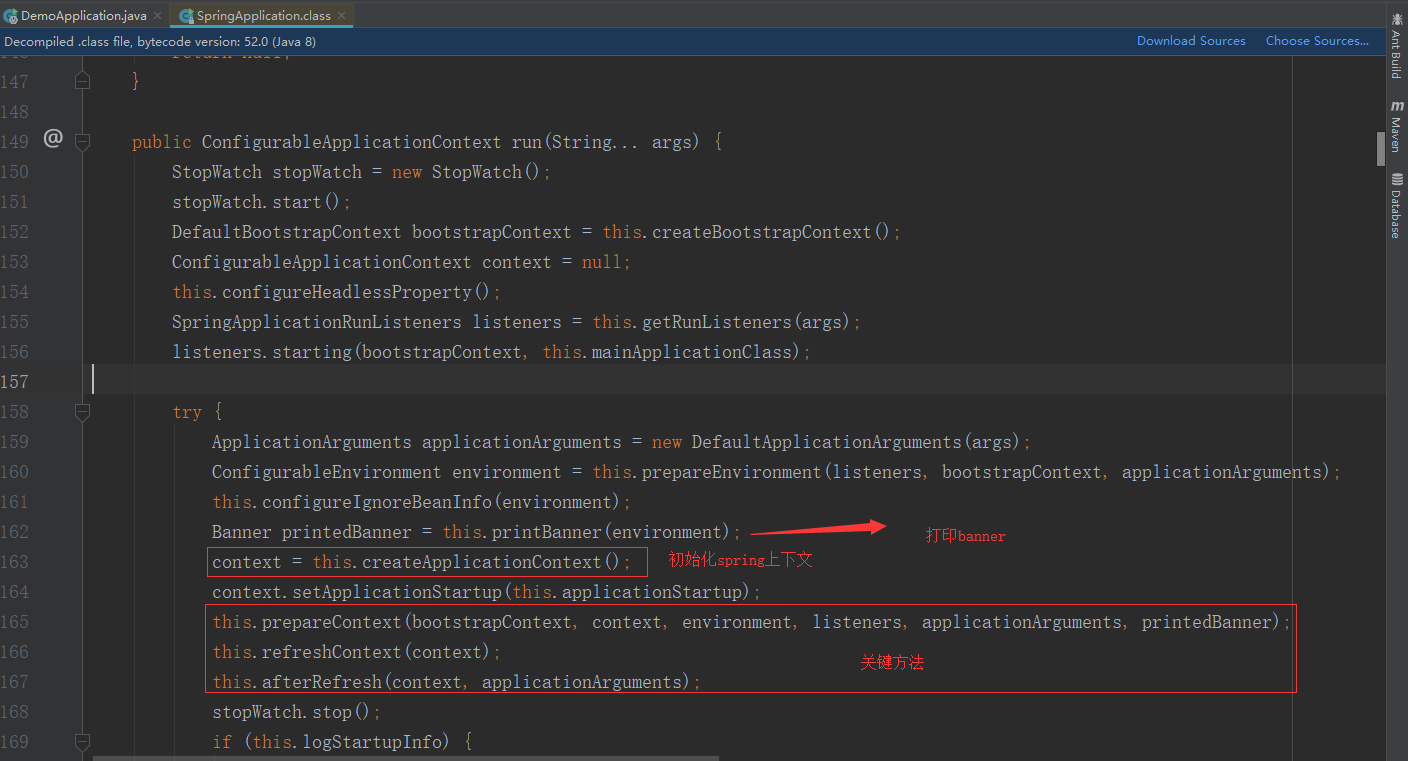 DemoApplication.java × SpringApplication.class ×
Decompiled .class file, bytecode version: 52.0 (Java 8) Download Sources Choose Sources...
return null;
147 }
148
149 @ public ConfigurableApplicationContext run(String... args) {
150 StopWatch stopWatch = new StopWatch();
151 stopWatch.start();
152 DefaultBootstrapContext bootstrapContext = this.createBootstrapContext();
153 ConfigurableApplicationContext context = null;
154 this.configureHeadlessProperty();
155 SpringApplicationRunListeners listeners = this.getRunListeners(args);
156 listeners.starting(bootstrapContext, this.mainApplicationClass);
157
158 try {
159 ApplicationArguments applicationArguments = new DefaultApplicationArguments(args);
160 ConfigurableEnvironment environment = this.prepareEnvironment(listeners, bootstrapContext, applicationArguments);
161 this.configureIgnoreBeanInfo(environment);
162 Banner printedBanner = this.printBanner(environment); 打印banner
163 context = this.createApplicationContext(); 初始化spring上下文
164 context.setApplicationStartup(this.applicationStartup);
165 this.prepareContext(bootstrapContext, context, environment, listeners, applicationArguments, printedBanner);
166 this.refreshContext(context);
关键方法
167 this.afterRefresh(context, applicationArguments);
168 stopWatch.stop();
169 if (this.logStartupInfo) {
Ant Build
m Maven
Database